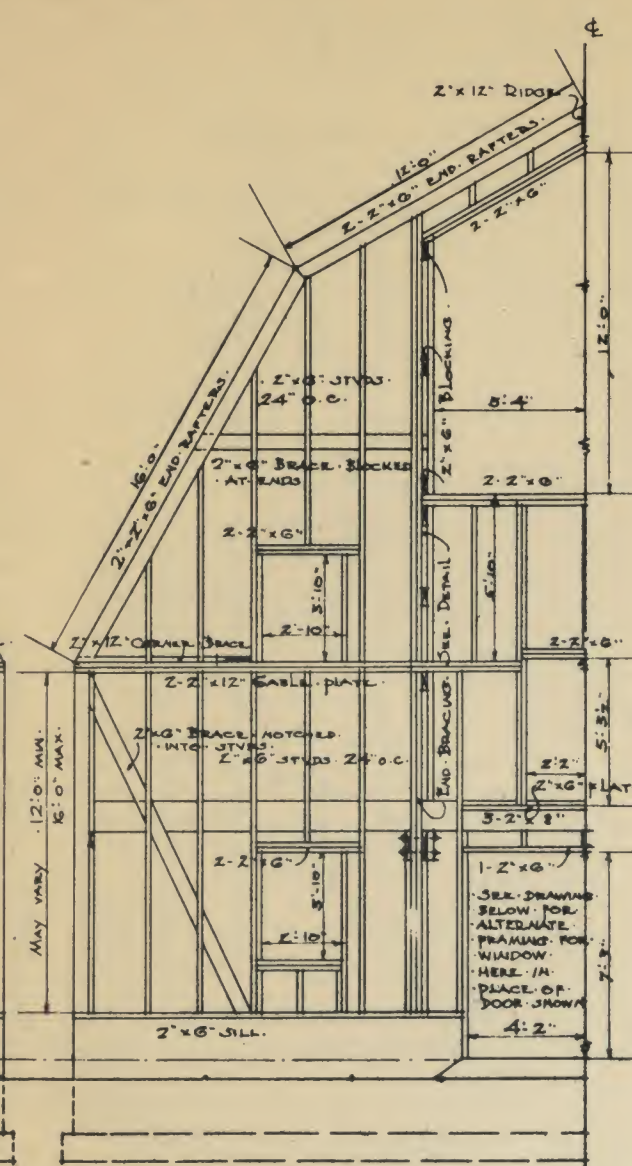 ℄
2"x12" RIDGE
12'-0"
2-2"x6" END RAFTERS.
2-2"x6"
12'-0"
2"x6" BLOCKING.
2"x6" STUDS.
24" O.C.
8'-4"
16'-0"
2"x2"x6" END RAFTERS.
2"x6" BRACE BLOCKED
AT ENDS
2-2"x6"
2-2"x6"
3'-10"
2'-10"
5'-10"
END BRACING. SEE DETAIL
2"x12" CORNER BRACE
2-2"x6"
2-2"x12" GABLE PLATE.
2"x6" BRACE NOTCHED
INTO STUDS.
2"x6" STUDS 24" O.C.
5'-3½"
2'-2"
2"x6" FLAT
3-2"x8"
MAY VARY 12'-0" MIN.
16'-0" MAX.
2-2"x6"
1-2"x6"
3'-10"
2'-10"
SEE DRAWING
BELOW FOR
ALTERNATE
FRAMING FOR
WINDOW
HERE IN
PLACE OF
DOOR SHOWN
4'-2"
2"x6" SILL.